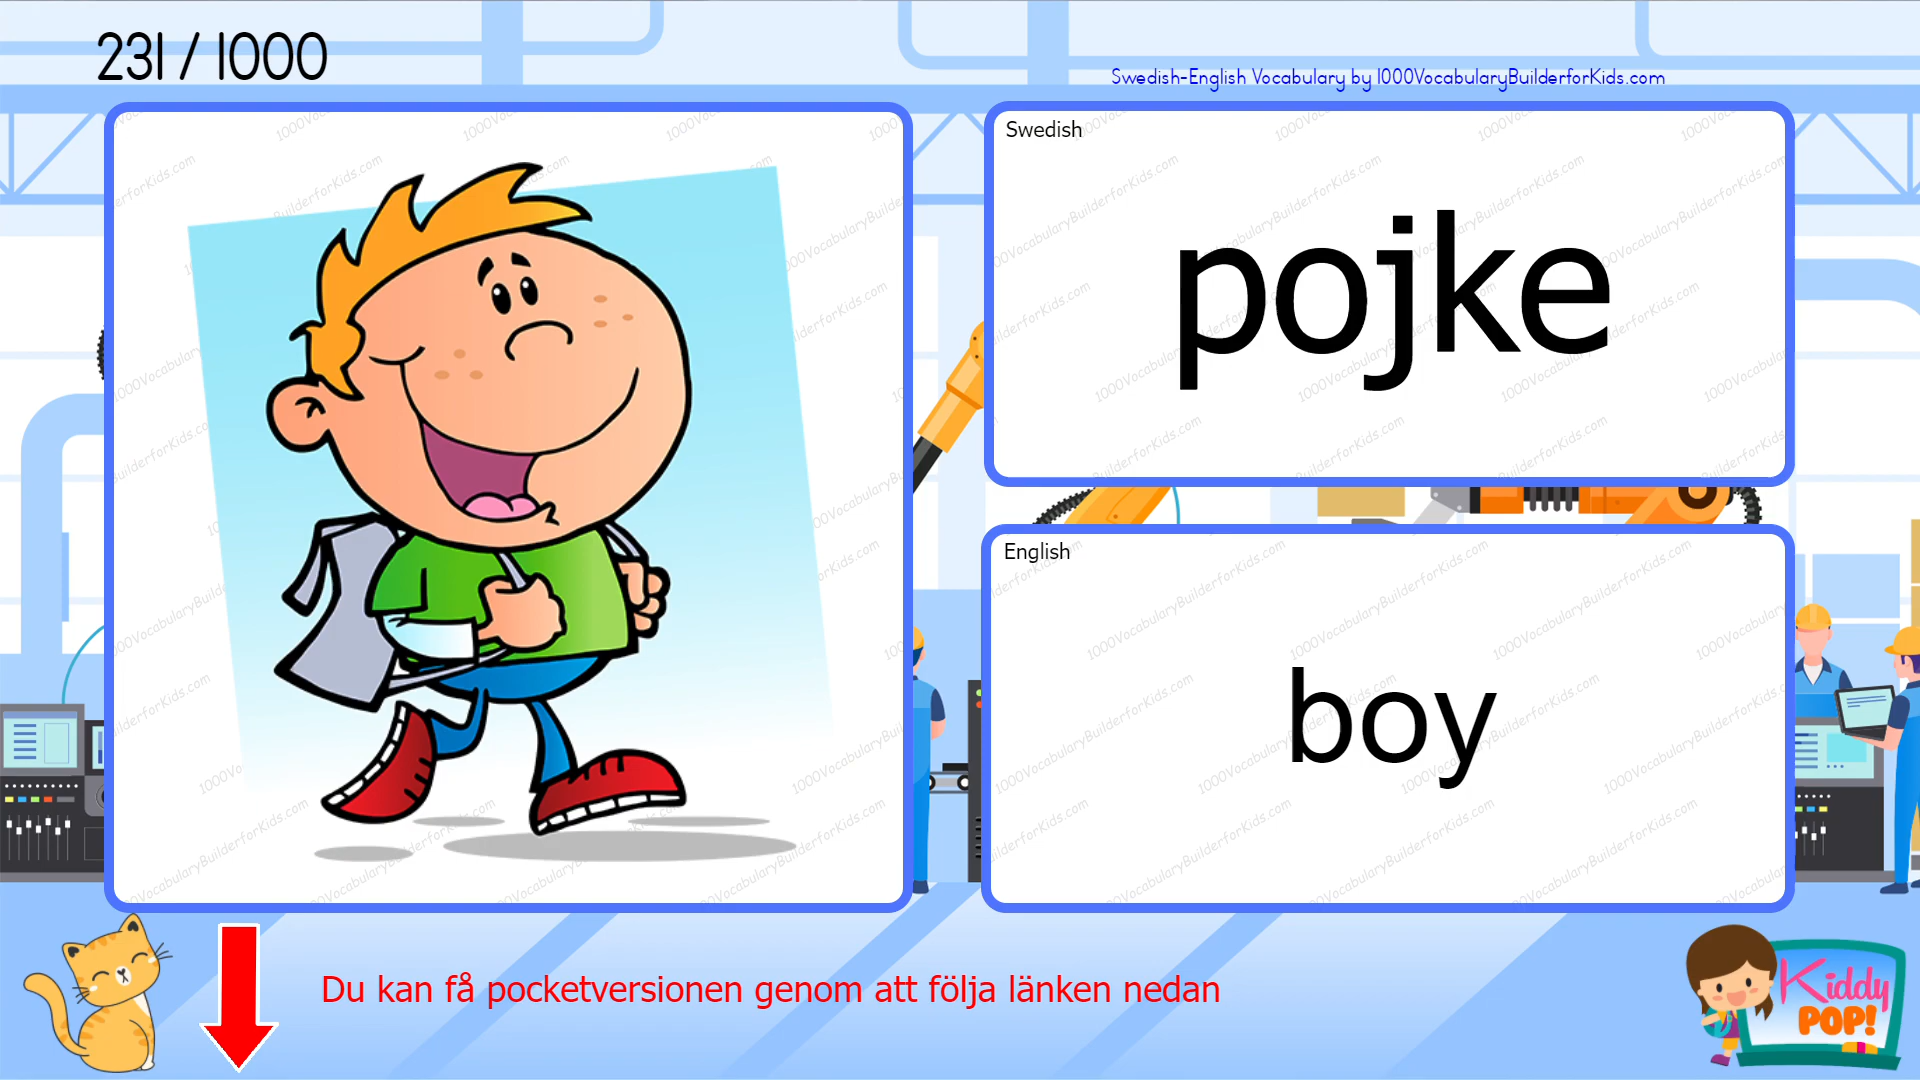 231 / 1000
Swedish-English Vocabulary by 1000VocabularyBuilderforKids.com
Swedish
pojke
English
boy
Du kan få pocketversionen genom att följa länken nedan
Kiddy
POP!